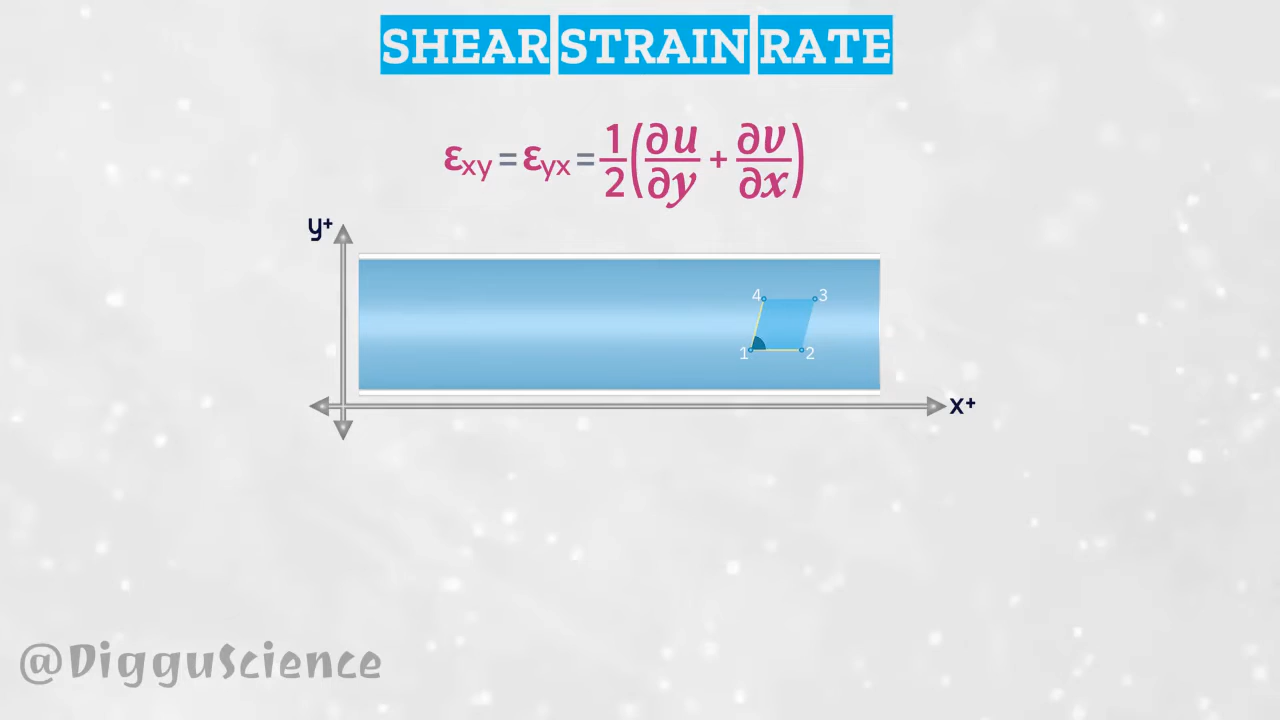 SHEAR STRAIN RATE
εxy = εyx = 1/2(∂u/∂y + ∂v/∂x)
y+
4 3
1 2
x+
@DigguScience